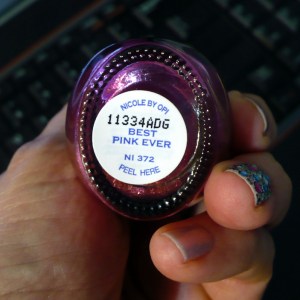 NICOLE BY OPI
11334ADG
BEST
PINK EVER
NI 372
PEEL HERE